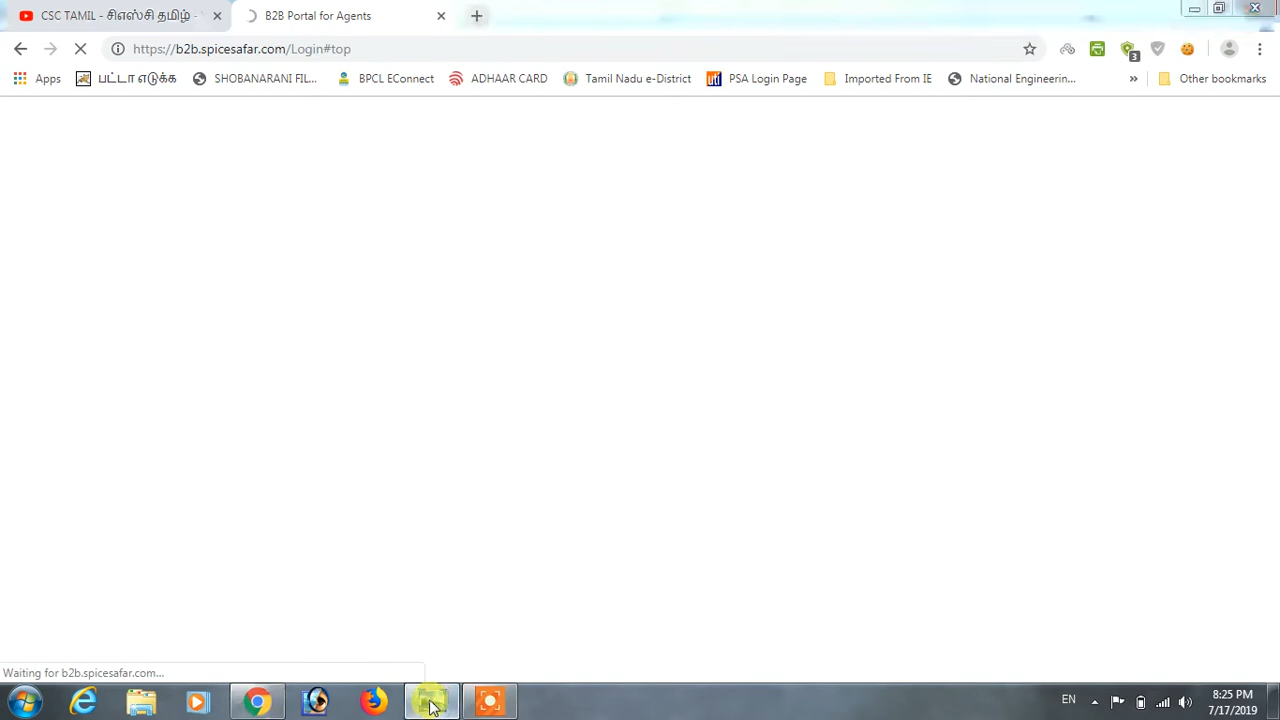 CSC TAMIL - சிஎஸ்சி தமிழ் -
B2B Portal for Agents
https://b2b.spicesafar.com/Login#top
3
Apps
பட்டா எடுக்க
SHOBANARANI FIL...
BPCL EConnect
ADHAAR CARD
Tamil Nadu e-District
PSA Login Page
Imported From IE
National Engineerin...
»
Other bookmarks
Waiting for b2b.spicesafar.com...
EN
8:25 PM
7/17/2019